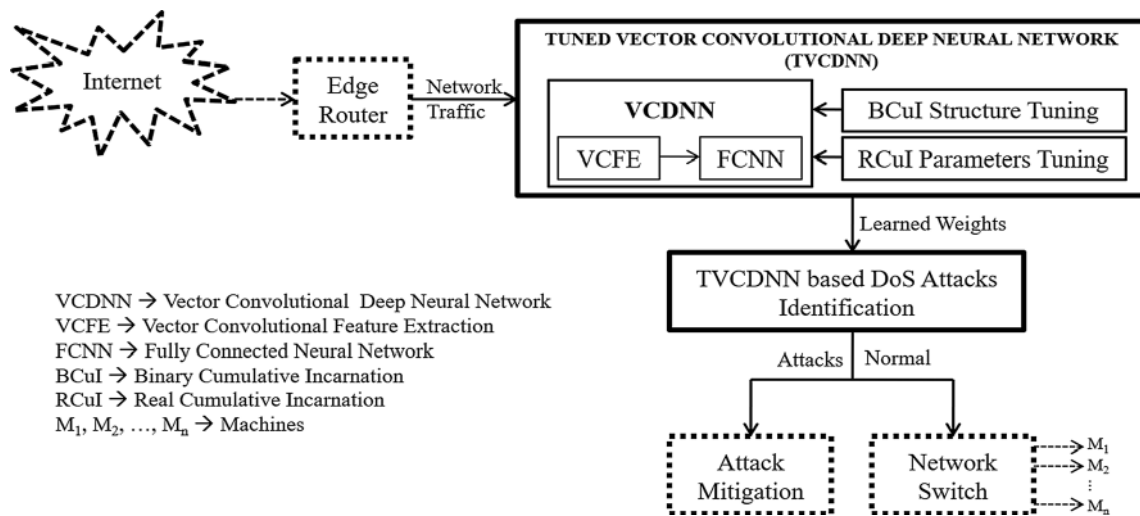 Internet
Edge
Router
Network
Traffic
TUNED VECTOR CONVOLUTIONAL DEEP NEURAL NETWORK
(TVCDNN)
VCDNN
VCFE
FCNN
BCuI Structure Tuning
RCuI Parameters Tuning
Learned Weights
TVCDNN based DoS Attacks
Identification
Attacks
Normal
Attack
Mitigation
Network
Switch
M₁
M₂
⋮
Mₙ
VCDNN → Vector Convolutional Deep Neural Network
VCFE → Vector Convolutional Feature Extraction
FCNN → Fully Connected Neural Network
BCuI → Binary Cumulative Incarnation
RCuI → Real Cumulative Incarnation
M₁, M₂, …, Mₙ → Machines